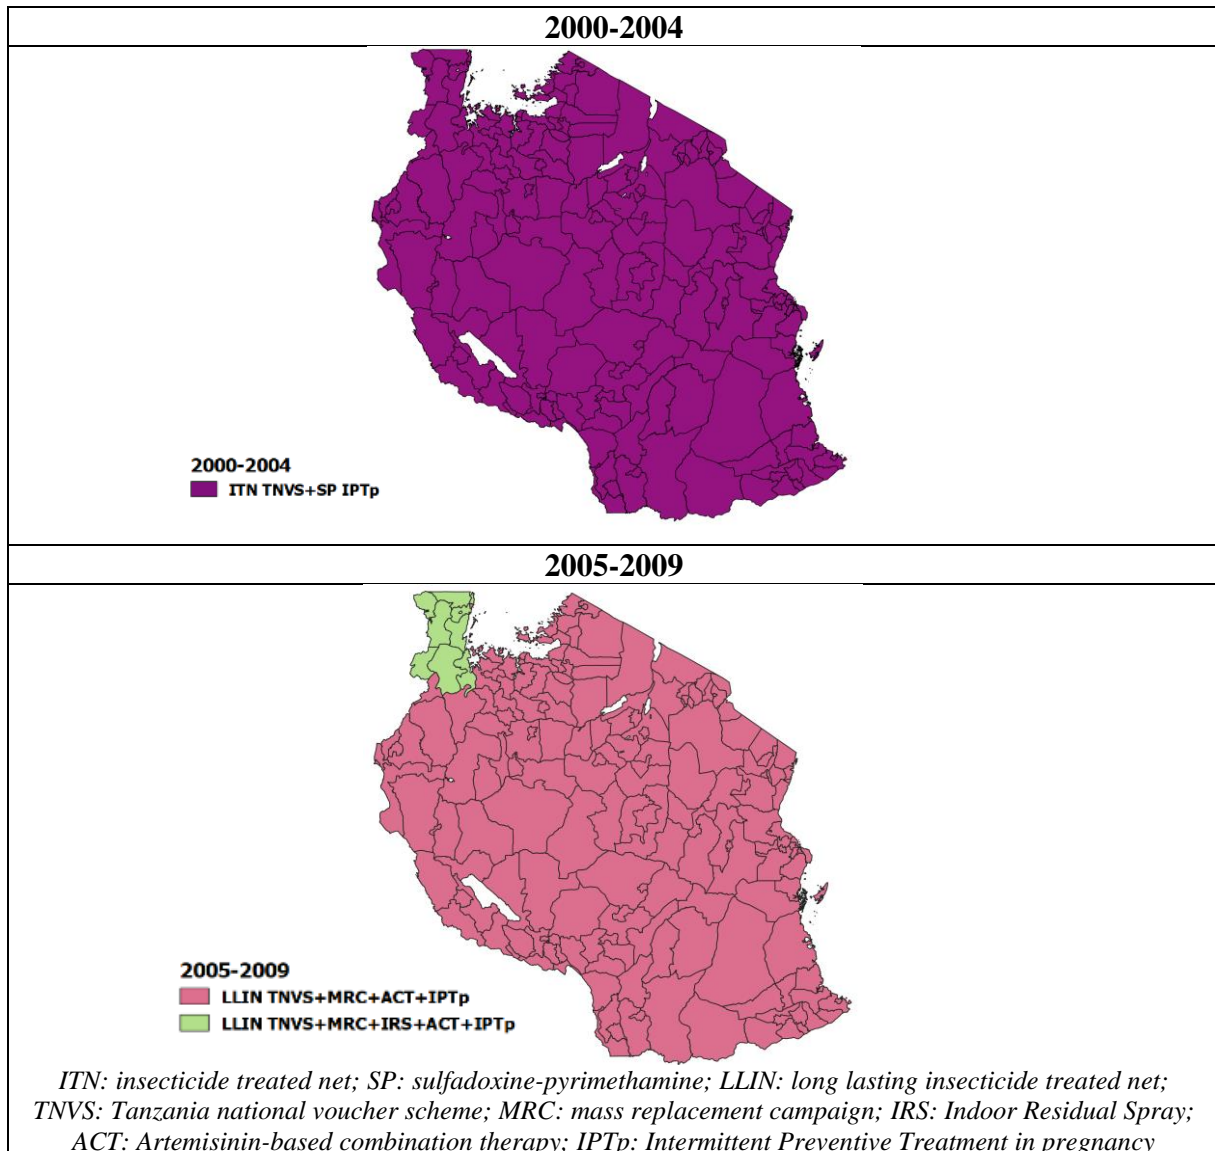 2000-2004
2000-2004
ITN TNVS+SP IPTp
2005-2009
2005-2009
LLIN TNVS+MRC+ACT+IPTp
LLIN TNVS+MRC+IRS+ACT+IPTp
ITN: insecticide treated net; SP: sulfadoxine-pyrimethamine; LLIN: long lasting insecticide treated net;
TNVS: Tanzania national voucher scheme; MRC: mass replacement campaign; IRS: Indoor Residual Spray;
ACT: Artemisinin-based combination therapy; IPTp: Intermittent Preventive Treatment in pregnancy